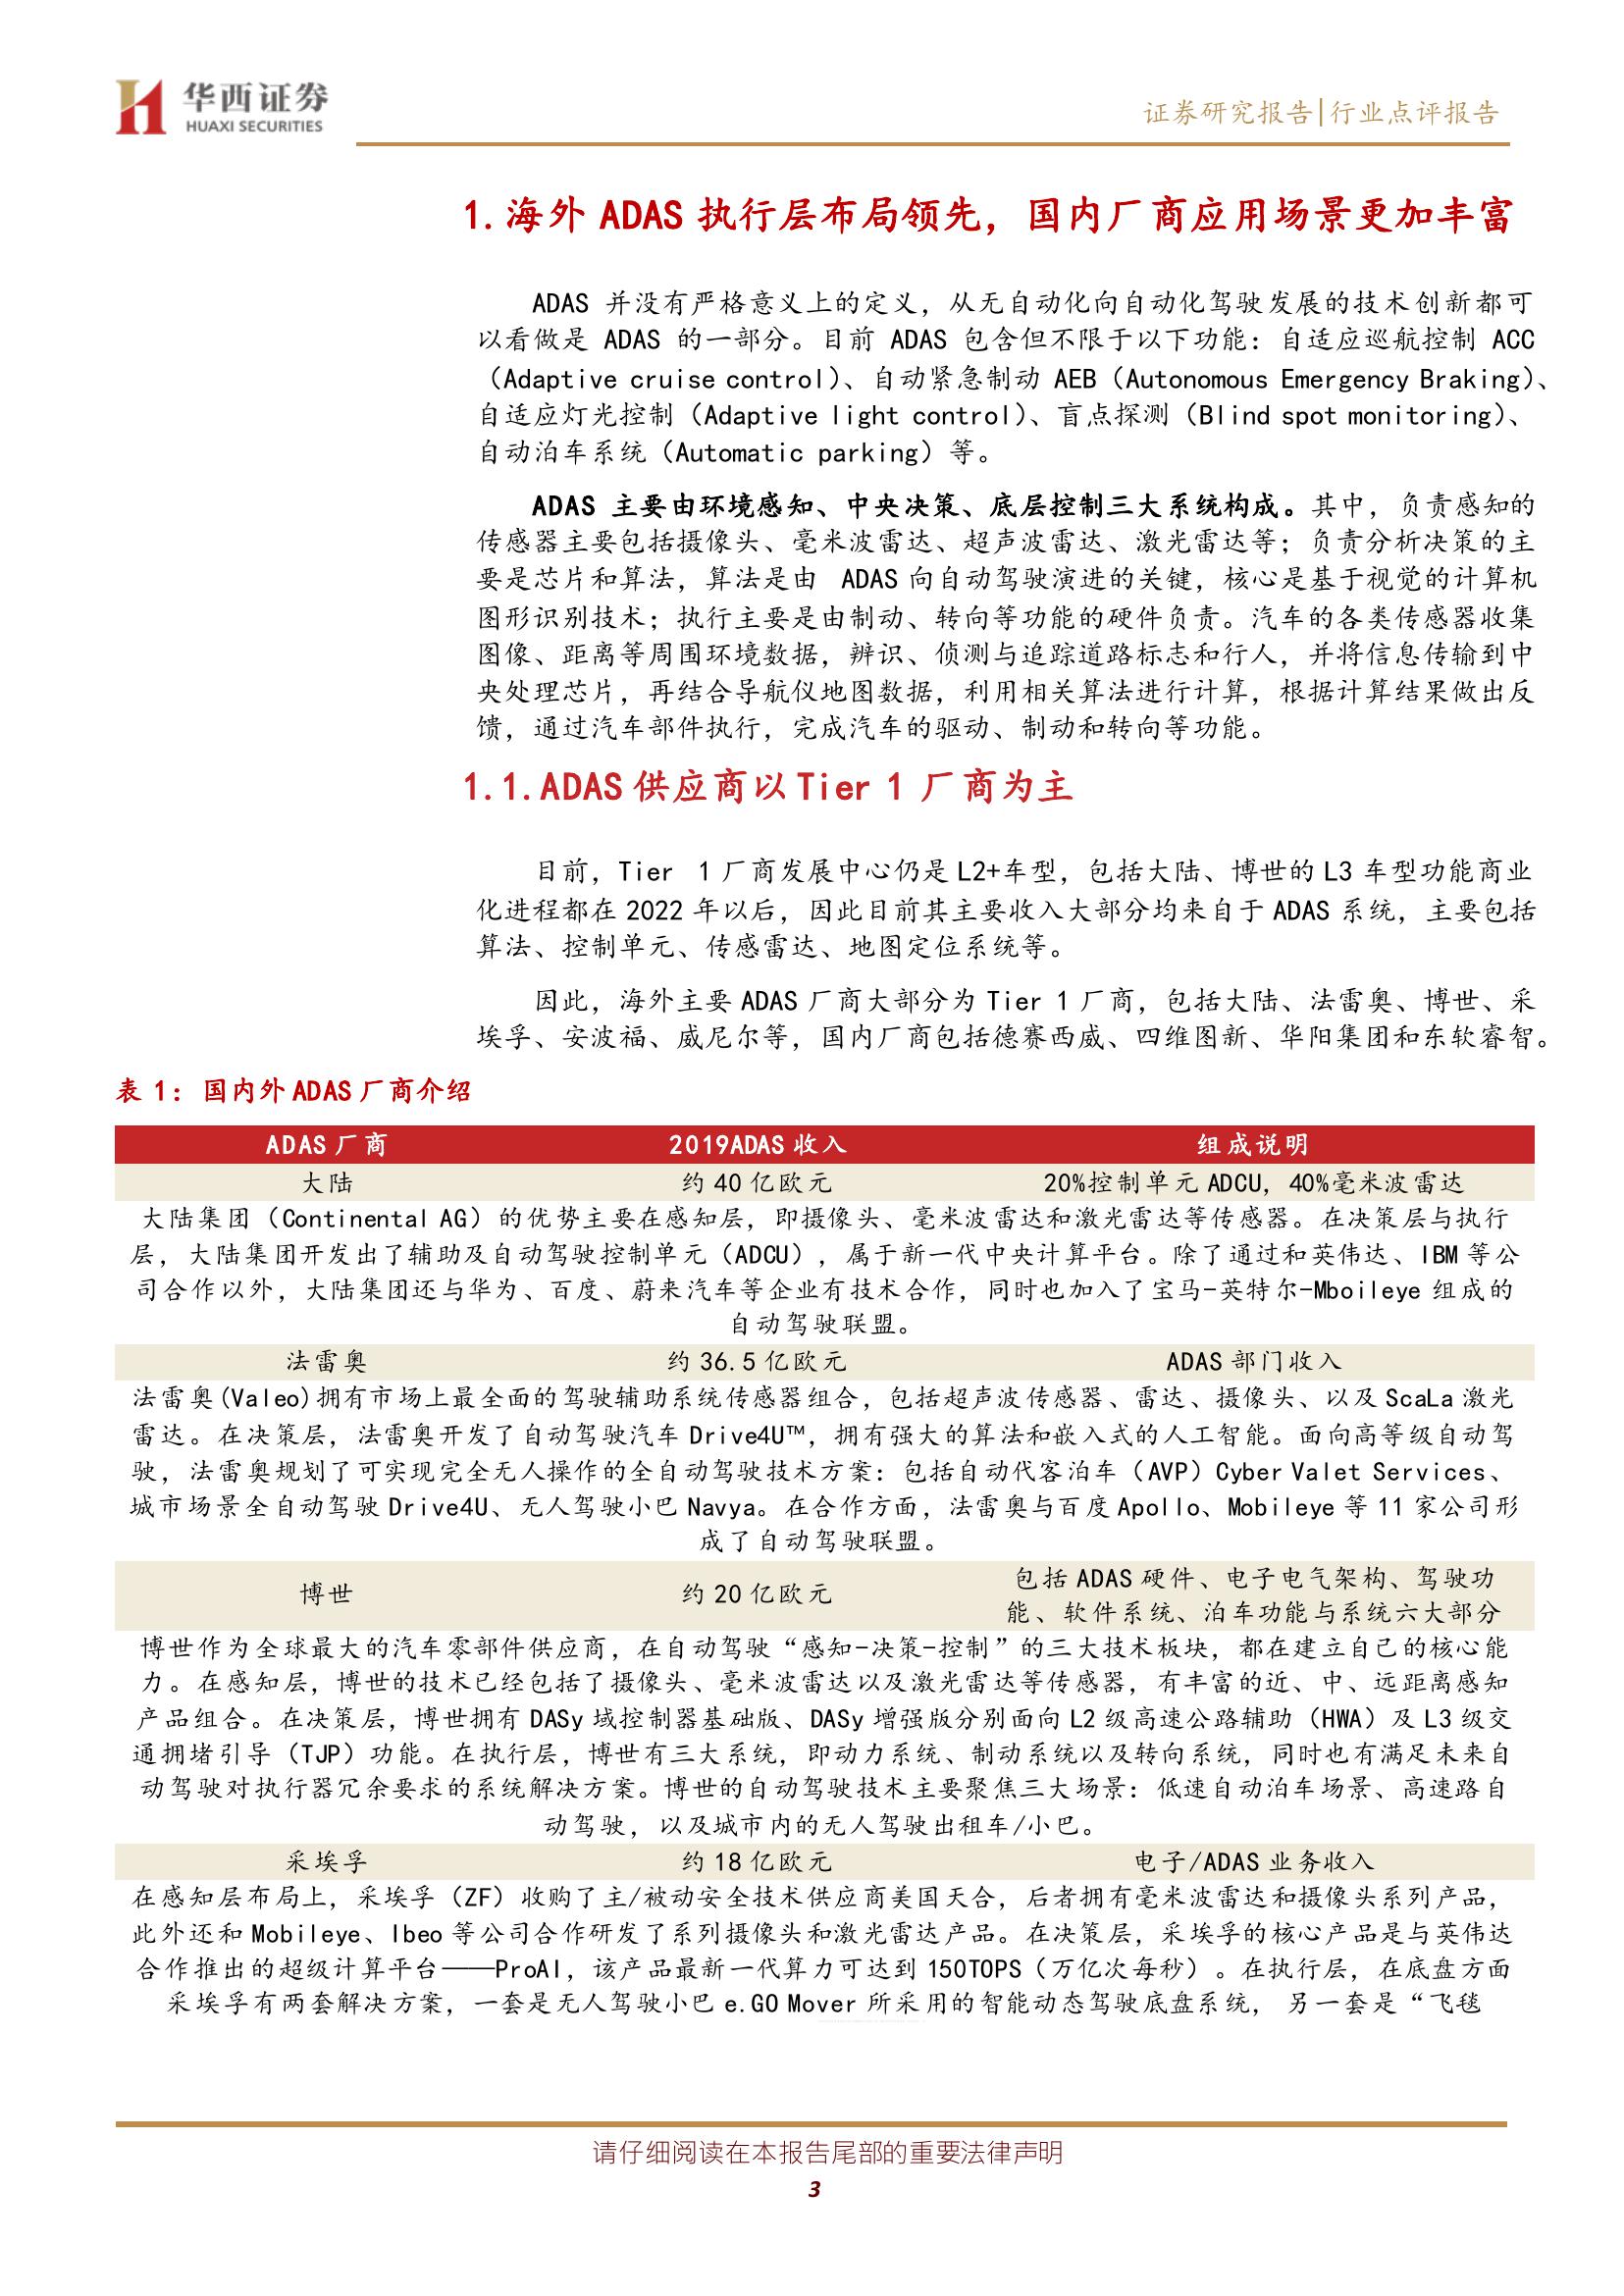 华西证券
HUAXI SECURITIES
证券研究报告|行业点评报告
1.海外 ADAS 执行层布局领先，国内厂商应用场景更加丰富
ADAS 并没有严格意义上的定义，从无自动化向自动化驾驶发展的技术创新都可
以看做是 ADAS 的一部分。目前 ADAS 包含但不限于以下功能：自适应巡航控制 ACC
（Adaptive cruise control）、自动紧急制动 AEB（Autonomous Emergency Braking）、
自适应灯光控制（Adaptive light control）、盲点探测（Blind spot monitoring）、
自动泊车系统（Automatic parking）等。
ADAS 主要由环境感知、中央决策、底层控制三大系统构成。其中，负责感知的
传感器主要包括摄像头、毫米波雷达、超声波雷达、激光雷达等；负责分析决策的主
要是芯片和算法，算法是由 ADAS 向自动驾驶演进的关键，核心是基于视觉的计算机
图形识别技术；执行主要是由制动、转向等功能的硬件负责。汽车的各类传感器收集
图像、距离等周围环境数据，辨识、侦测与追踪道路标志和行人，并将信息传输到中
央处理芯片，再结合导航仪地图数据，利用相关算法进行计算，根据计算结果做出反
馈，通过汽车部件执行，完成汽车的驱动、制动和转向等功能。
1.1.ADAS 供应商以 Tier 1 厂商为主
目前，Tier 1 厂商发展中心仍是 L2+车型，包括大陆、博世的 L3 车型功能商业
化进程都在 2022 年以后，因此目前其主要收入大部分均来自于 ADAS 系统，主要包括
算法、控制单元、传感雷达、地图定位系统等。
因此，海外主要 ADAS 厂商大部分为 Tier 1 厂商，包括大陆、法雷奥、博世、采
埃孚、安波福、威尼尔等，国内厂商包括德赛西威、四维图新、华阳集团和东软睿智。
表 1：国内外 ADAS 厂商介绍
ADAS 厂商 2019ADAS 收入 组成说明
大陆 约 40 亿欧元 20%控制单元 ADCU，40%毫米波雷达
大陆集团（Continental AG）的优势主要在感知层，即摄像头、毫米波雷达和激光雷达等传感器。在决策层与执行
层，大陆集团开发出了辅助及自动驾驶控制单元（ADCU），属于新一代中央计算平台。除了通过和英伟达、IBM 等公
司合作以外，大陆集团还与华为、百度、蔚来汽车等企业有技术合作，同时也加入了宝马-英特尔-Mboileye 组成的
自动驾驶联盟。
法雷奥 约 36.5 亿欧元 ADAS 部门收入
法雷奥(Valeo)拥有市场上最全面的驾驶辅助系统传感器组合，包括超声波传感器、雷达、摄像头、以及 ScaLa 激光
雷达。在决策层，法雷奥开发了自动驾驶汽车 Drive4U™，拥有强大的算法和嵌入式的人工智能。面向高等级自动驾
驶，法雷奥规划了可实现完全无人操作的全自动驾驶技术方案：包括自动代客泊车（AVP）Cyber Valet Services、
城市场景全自动驾驶 Drive4U、无人驾驶小巴 Navya。在合作方面，法雷奥与百度 Apollo、Mobileye 等 11 家公司形
成了自动驾驶联盟。
博世 约 20 亿欧元 包括 ADAS 硬件、电子电气架构、驾驶功
能、软件系统、泊车功能与系统六大部分
博世作为全球最大的汽车零部件供应商，在自动驾驶“感知-决策-控制”的三大技术板块，都在建立自己的核心能
力。在感知层，博世的技术已经包括了摄像头、毫米波雷达以及激光雷达等传感器，有丰富的近、中、远距离感知
产品组合。在决策层，博世拥有 DASy 域控制器基础版、DASy 增强版分别面向 L2 级高速公路辅助（HWA）及 L3 级交
通拥堵引导（TJP）功能。在执行层，博世有三大系统，即动力系统、制动系统以及转向系统，同时也有满足未来自
动驾驶对执行器冗余要求的系统解决方案。博世的自动驾驶技术主要聚焦三大场景：低速自动泊车场景、高速路自
动驾驶，以及城市内的无人驾驶出租车/小巴。
采埃孚 约 18 亿欧元 电子/ADAS 业务收入
在感知层布局上，采埃孚（ZF）收购了主/被动安全技术供应商美国天合，后者拥有毫米波雷达和摄像头系列产品，
此外还和 Mobileye、Ibeo 等公司合作研发了系列摄像头和激光雷达产品。在决策层，采埃孚的核心产品是与英伟达
合作推出的超级计算平台——ProAI，该产品最新一代算力可达到 150TOPS（万亿次每秒）。在执行层，在底盘方面
采埃孚有两套解决方案，一套是无人驾驶小巴 e.GO Mover 所采用的智能动态驾驶底盘系统，另一套是“飞毯
请仔细阅读在本报告尾部的重要法律声明
3